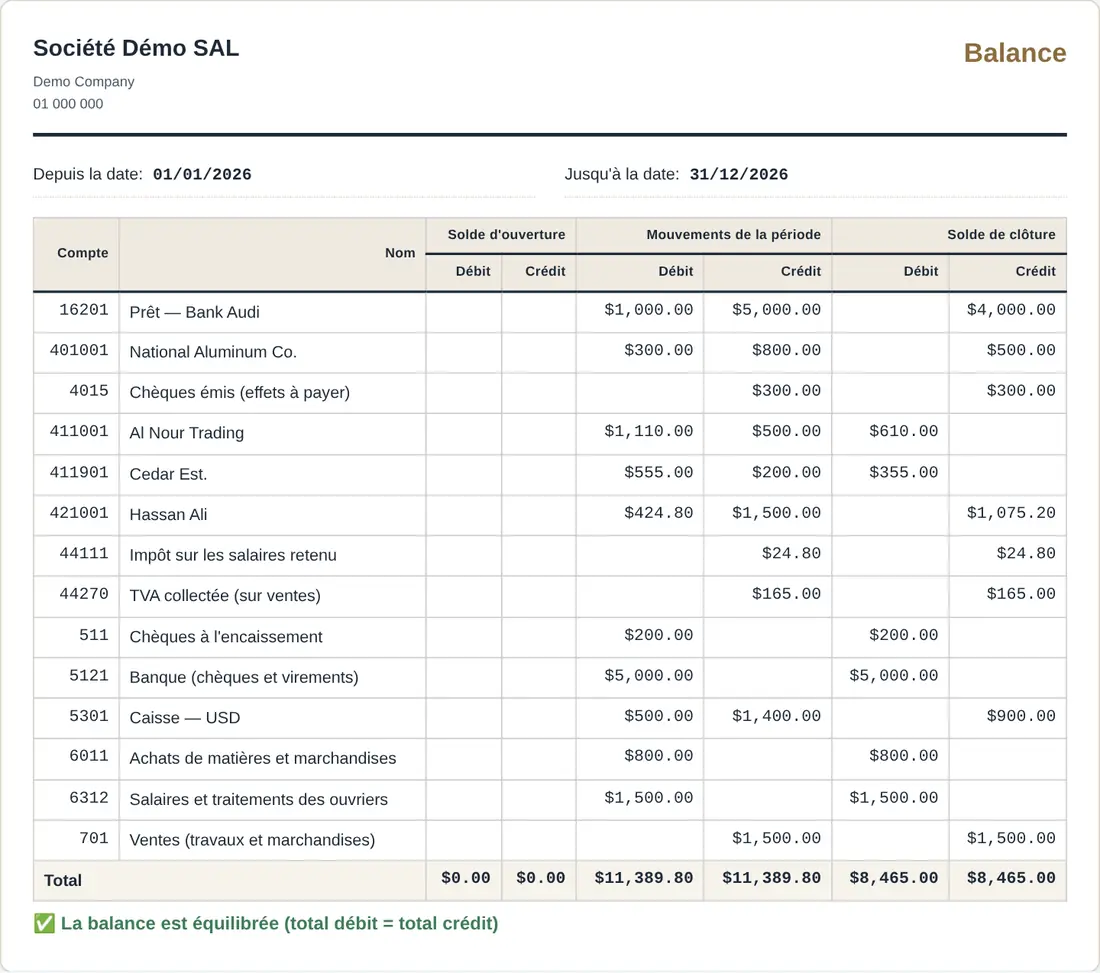 Société Démo SAL
Balance
Demo Company
01 000 000
Depuis la date: 01/01/2026
Jusqu'à la date: 31/12/2026
Compte Nom Solde d'ouverture Mouvements de la période Solde de clôture
Débit Crédit Débit Crédit Débit Crédit
16201 Prêt — Bank Audi $1,000.00 $5,000.00 $4,000.00
401001 National Aluminum Co. $300.00 $800.00 $500.00
4015 Chèques émis (effets à payer) $300.00 $300.00
411001 Al Nour Trading $1,110.00 $500.00 $610.00
411901 Cedar Est. $555.00 $200.00 $355.00
421001 Hassan Ali $424.80 $1,500.00 $1,075.20
44111 Impôt sur les salaires retenu $24.80 $24.80
44270 TVA collectée (sur ventes) $165.00 $165.00
511 Chèques à l'encaissement $200.00 $200.00
5121 Banque (chèques et virements) $5,000.00 $5,000.00
5301 Caisse — USD $500.00 $1,400.00 $900.00
6011 Achats de matières et marchandises $800.00 $800.00
6312 Salaires et traitements des ouvriers $1,500.00 $1,500.00
701 Ventes (travaux et marchandises) $1,500.00 $1,500.00
Total $0.00 $0.00 $11,389.80 $11,389.80 $8,465.00 $8,465.00
✅ La balance est équilibrée (total débit = total crédit)